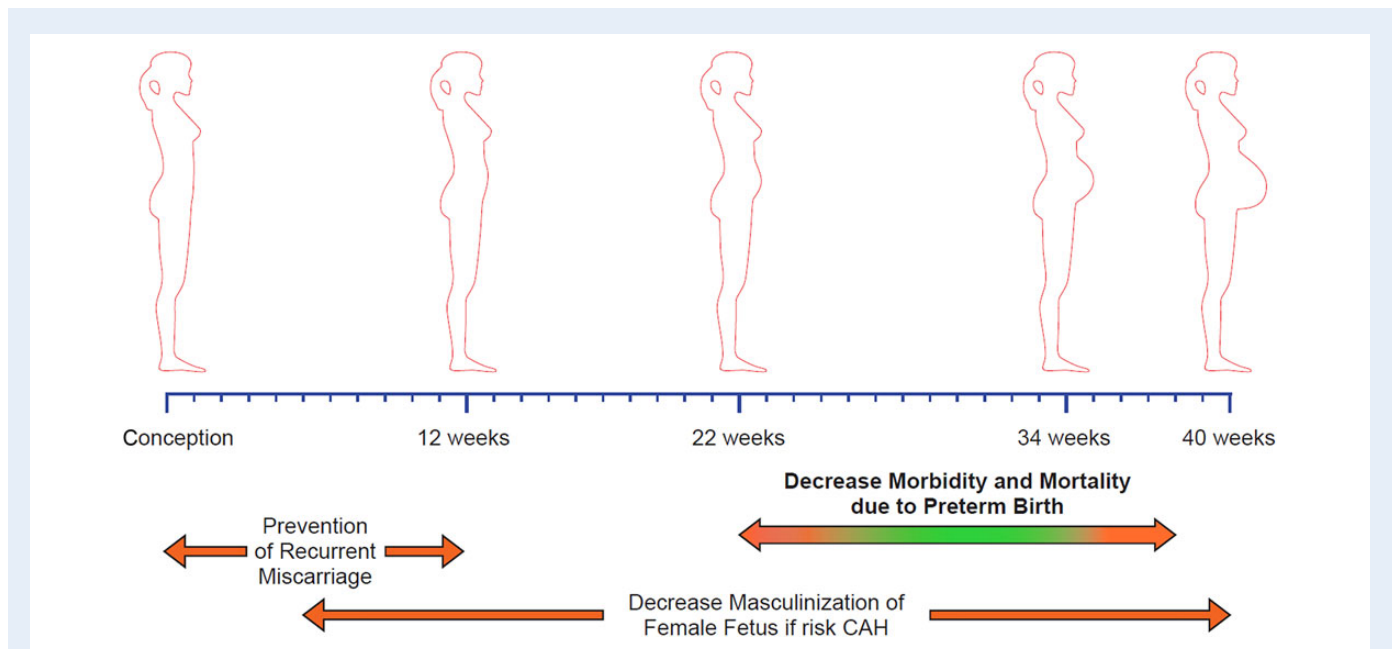 Conception
12 weeks
22 weeks
34 weeks
40 weeks
Decrease Morbidity and Mortality
due to Preterm Birth
Prevention
of Recurrent
Miscarriage
Decrease Masculinization of
Female Fetus if risk CAH